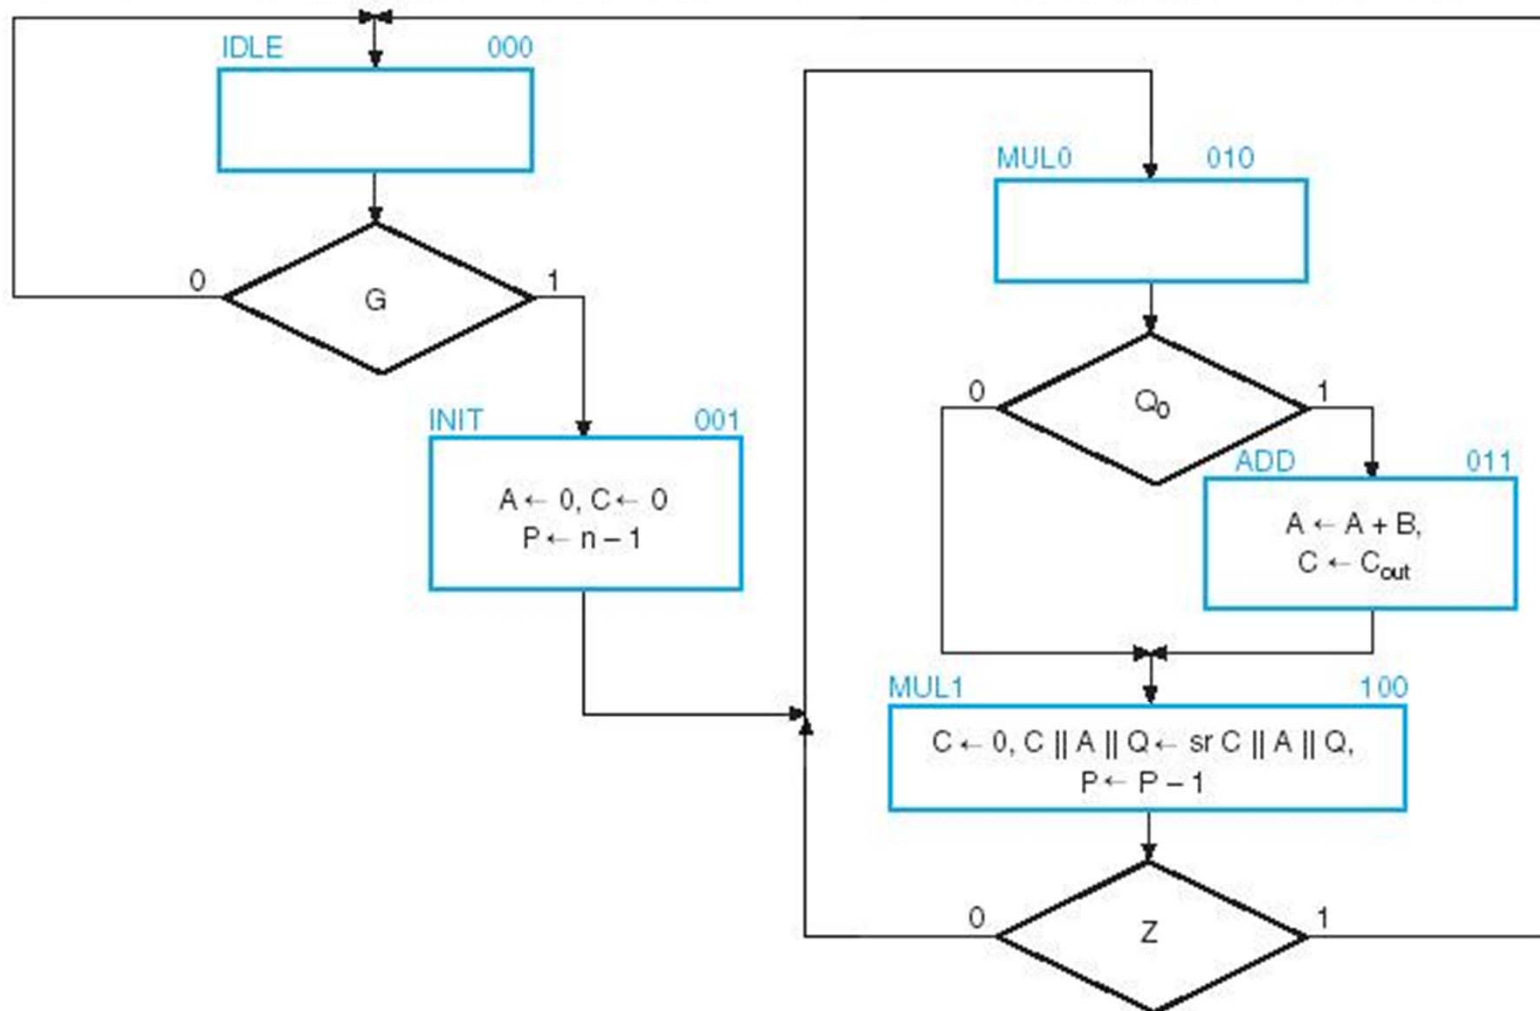 IDLE 000
0 G 1
INIT 001
A ← 0, C ← 0
P ← n – 1
MUL0 010
0 Q₀ 1
ADD 011
A ← A + B,
C ← Cout
MUL1 100
C ← 0, C || A || Q ← sr C || A || Q,
P ← P – 1
0 Z 1